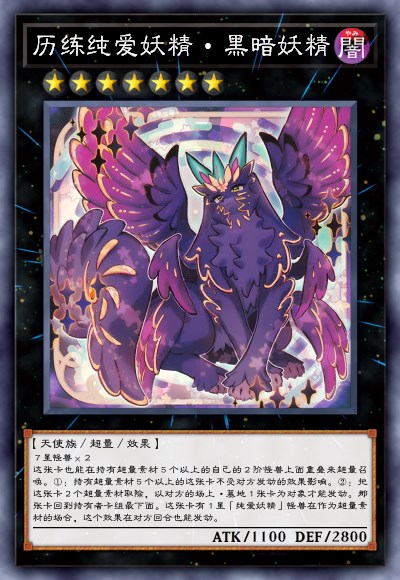 历练纯爱妖精·黑暗妖精
やみ
闇
【天使族／超量／效果】
7星怪兽×2
这张卡也能在持有超量素材5个以上的自己的2阶怪兽上面重叠来超量召
唤。①：持有超量素材5个以上的这张卡不受对方发动的效果影响。②：把
这张卡2个超量素材取除，以对方的场上·墓地1张卡为对象才能发动。那
张卡回到持有者卡组最下面。这张卡有1星「纯爱妖精」怪兽在作为超量素
材的场合，这个效果在对方回合也能发动。
ATK/1100 DEF/2800